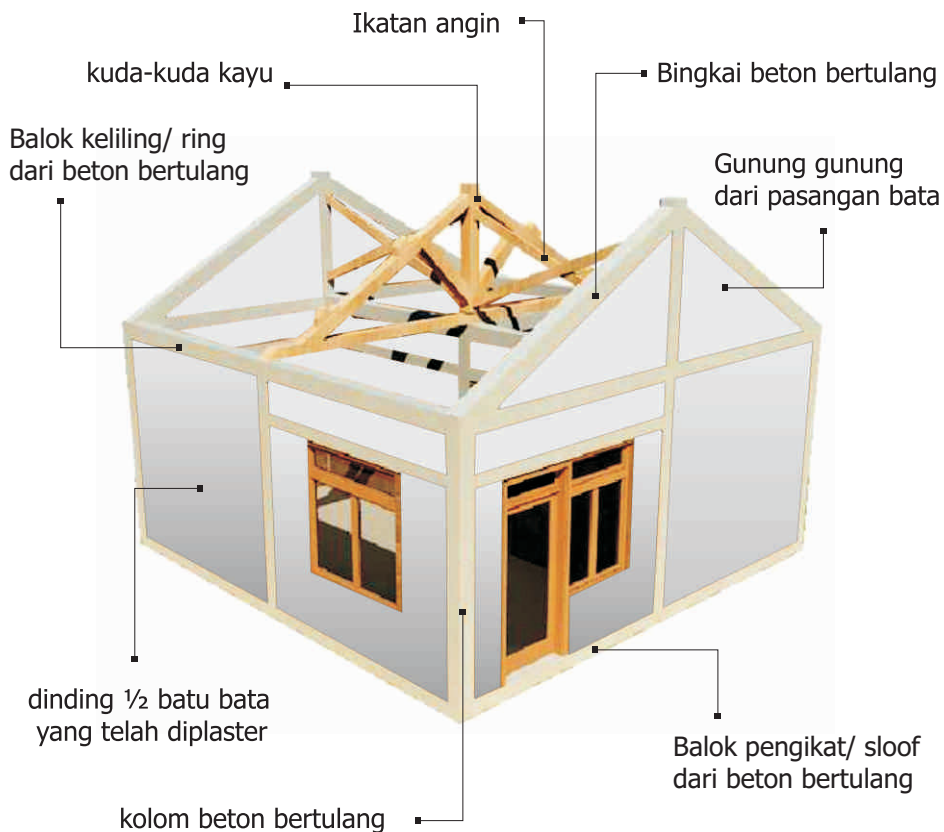 Ikatan angin
kuda-kuda kayu
Bingkai beton bertulang
Balok keliling/ ring
dari beton bertulang
Gunung gunung
dari pasangan bata
dinding ½ batu bata
yang telah diplaster
Balok pengikat/ sloof
dari beton bertulang
kolom beton bertulang